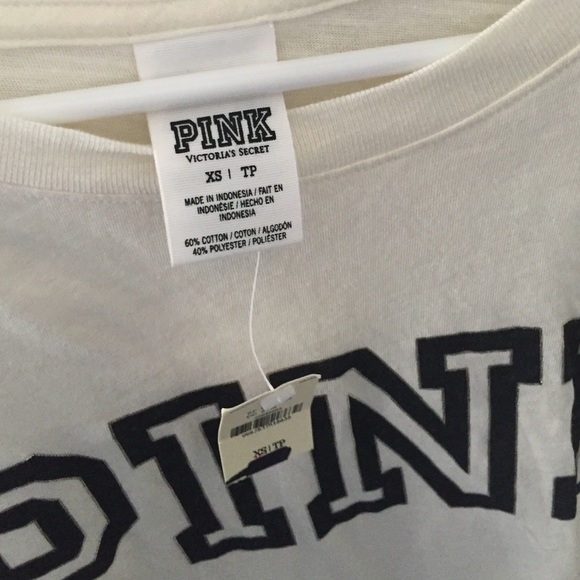 PINK
VICTORIA'S SECRET
XS | TP
MADE IN INDONESIA / FAIT EN
INDONÉSIE / HECHO EN
INDONESIA
60% COTTON / COTON / ALGODÓN
40% POLYESTER / POLIÉSTER
XS | TP
PIN